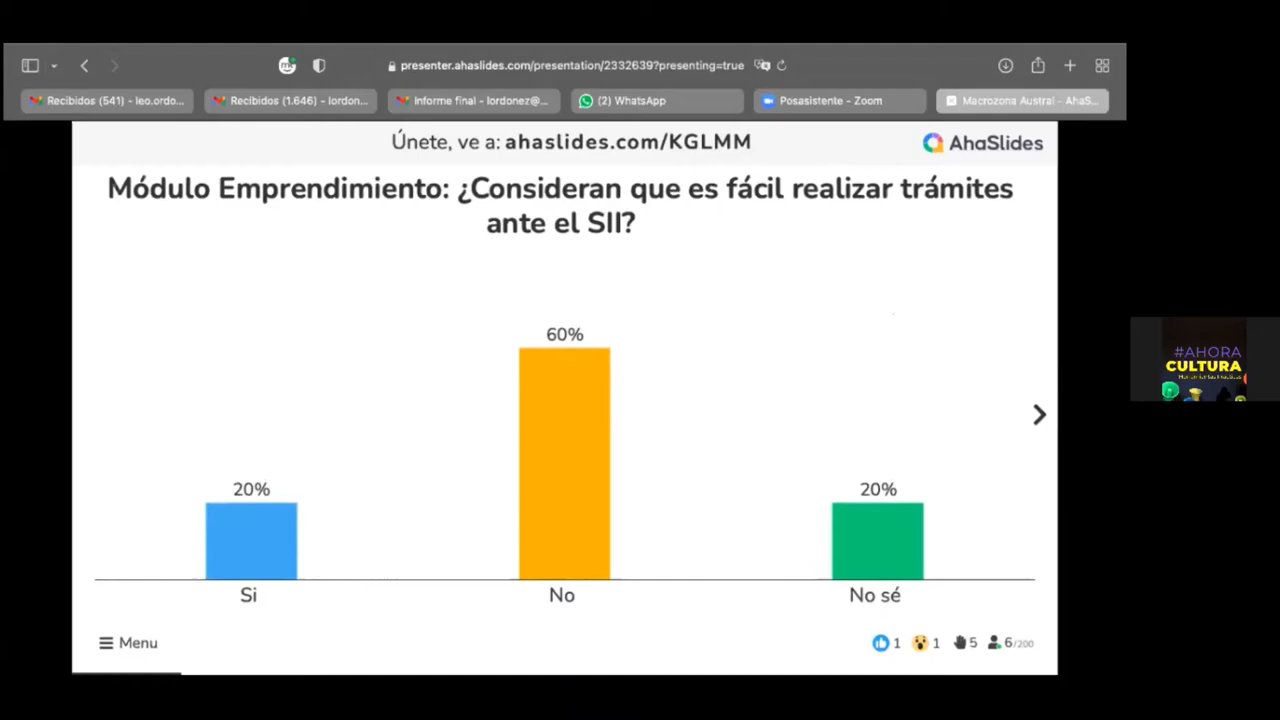 presenter.ahaslides.com/presentation/2332639?presenting=true
Recibidos (541) - leo.ordo...
Recibidos (1.646) - lordon...
Informe final - lordonez@...
(2) WhatsApp
Posasistente - Zoom
Macrozona Austral - AhaS...
Únete, ve a: ahaslides.com/KGLMM
AhaSlides
Módulo Emprendimiento: ¿Consideran que es fácil realizar trámites
ante el SII?
60%
20%
20%
Si
No
No sé
Menu
1
1
5
6/200
#AHORA
CULTURA